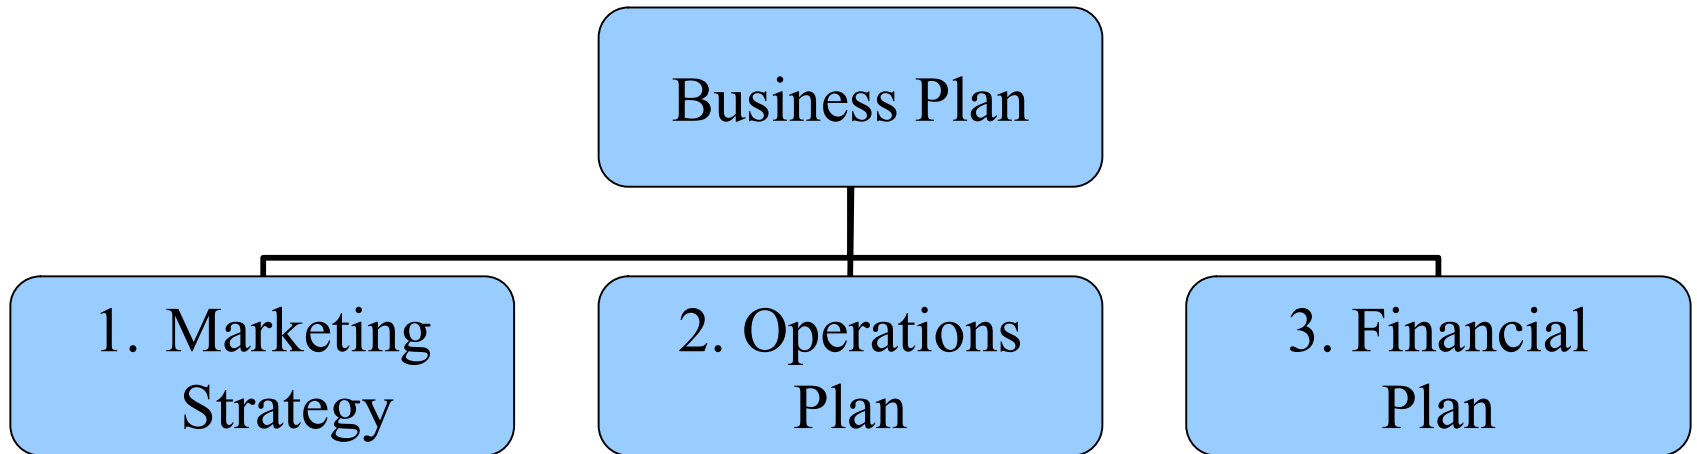 Business Plan
1. Marketing
Strategy
2. Operations
Plan
3. Financial
Plan